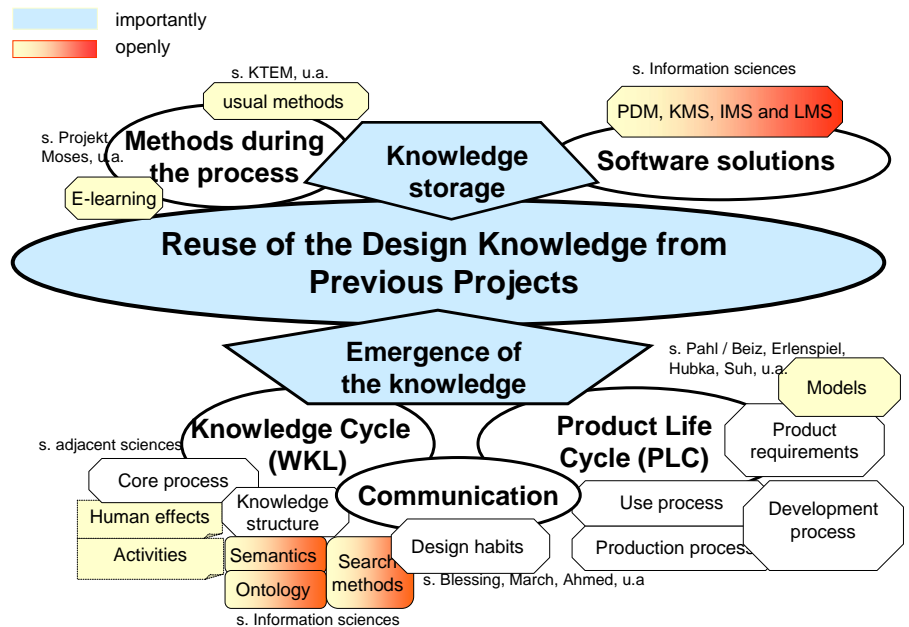 importantly
openly
s. KTEM, u.a.
usual methods
s. Information sciences
PDM, KMS, IMS and LMS
s. Projekt
Moses, u.a.
Methods during
the process
Knowledge
storage
Software solutions
E-learning
Reuse of the Design Knowledge from
Previous Projects
Emergence of
the knowledge
s. Pahl / Beiz, Erlenspiel,
Hubka, Suh, u.a.
Models
Knowledge Cycle
(WKL)
Product Life
Cycle (PLC)
Product
requirements
s. adjacent sciences
Core process
Communication
Human effects
Knowledge
structure
Use process
Development
process
Activities
Semantics
Ontology
Search
methods
Design habits
Production process
s. Blessing, March, Ahmed, u.a
s. Information sciences